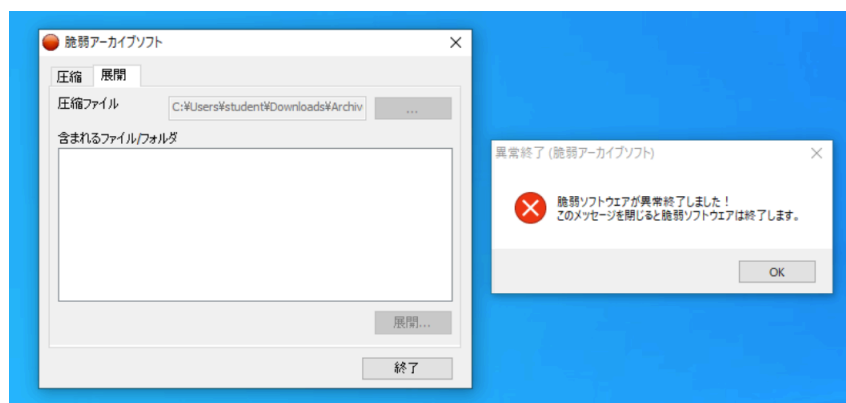 脆弱アーカイブソフト
圧縮 展開
圧縮ファイル
C:¥Users¥student¥Downloads¥Archiv
...
含まれるファイル/フォルダ
展開...
終了
異常終了 (脆弱アーカイブソフト)
脆弱ソフトウエアが異常終了しました！
このメッセージを閉じると脆弱ソフトウエアは終了します。
OK